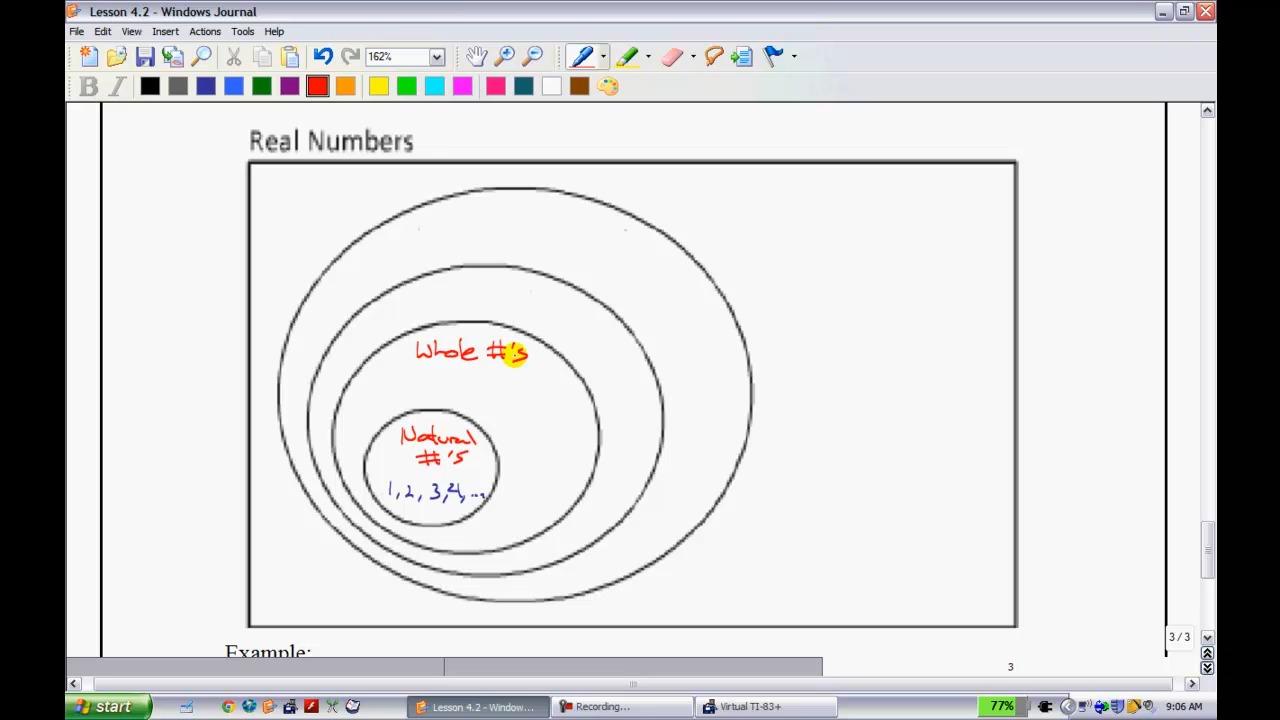 Lesson 4.2 - Windows Journal
File Edit View Insert Actions Tools Help
162%
B I
Real Numbers
Whole #'s
Natural
#'s
1, 2, 3, 4, ...
Example:
3
3 / 3
start
Lesson 4.2 - Window...
Recording...
Virtual TI-83+
77%
9:06 AM